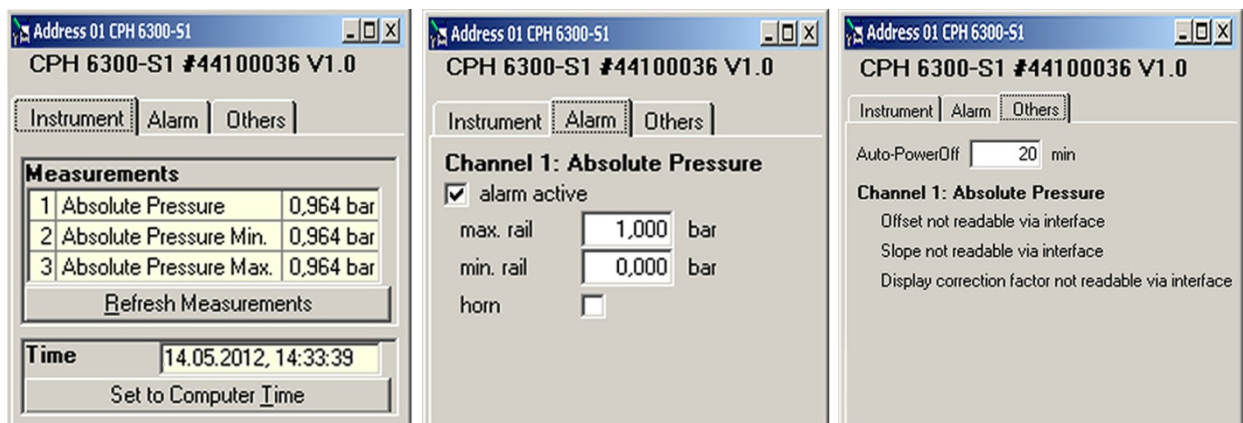 Address 01 CPH 6300-S1
CPH 6300-S1 #44100036 V1.0
Instrument Alarm Others
Measurements
1 Absolute Pressure 0,964 bar
2 Absolute Pressure Min. 0,964 bar
3 Absolute Pressure Max. 0,964 bar
Refresh Measurements
Time 14.05.2012, 14:33:39
Set to Computer Time
Address 01 CPH 6300-S1
CPH 6300-S1 #44100036 V1.0
Instrument Alarm Others
Channel 1: Absolute Pressure
alarm active
max. rail 1,000 bar
min. rail 0,000 bar
horn
Address 01 CPH 6300-S1
CPH 6300-S1 #44100036 V1.0
Instrument Alarm Others
Auto-PowerOff 20 min
Channel 1: Absolute Pressure
Offset not readable via interface
Slope not readable via interface
Display correction factor not readable via interface